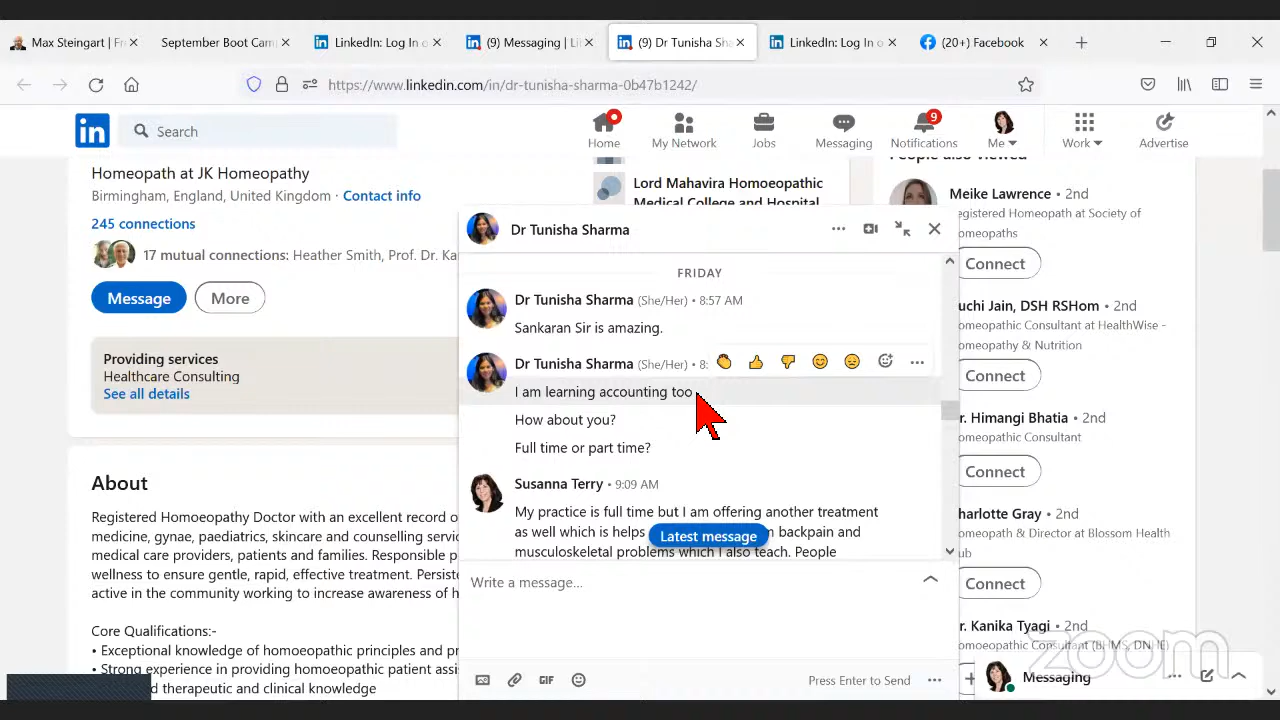 Max Steingart | Fr
September Boot Cam
LinkedIn: Log In o
(9) Messaging | Li
(9) Dr Tunisha Sha
LinkedIn: Log In o
(20+) Facebook
https://www.linkedin.com/in/dr-tunisha-sharma-0b47b1242/
in
Search
Home
My Network
Jobs
Messaging
9
Notifications
Me
Work
Advertise
Homeopath at JK Homeopathy
Birmingham, England, United Kingdom · Contact info
245 connections
17 mutual connections: Heather Smith, Prof. Dr. Ka
Message
More
Providing services
Healthcare Consulting
See all details
About
Registered Homeopathy Doctor with an excellent record o
medicine, gynae, paediatrics, skincare and counselling servic
medical care providers, patients and families. Responsible p
wellness to ensure gentle, rapid, effective treatment. Persiste
active in the community working to increase awareness of h
Core Qualifications:-
• Exceptional knowledge of homoeopathic principles and pr
• Strong experience in providing homoeopathic patient assi
d therapeutic and clinical knowledge
Lord Mahavira Homoeopathic
Medical College and Hospital
Dr Tunisha Sharma
FRIDAY
Dr Tunisha Sharma (She/Her) • 8:57 AM
Sankaran Sir is amazing.
Dr Tunisha Sharma (She/Her) • 8:
I am learning accounting too
How about you?
Full time or part time?
Susanna Terry • 9:09 AM
My practice is full time but I am offering another treatment
as well which is helps
backpain and
musculoskeletal problems which I also teach. People
Latest message
Write a message...
GIF
Press Enter to Send
People also viewed
Meike Lawrence • 2nd
egistered Homeopath at Society of
omeopaths
Connect
uchi Jain, DSH RSHom • 2nd
omeopathic Consultant at HealthWise -
omeopathy & Nutrition
Connect
r. Himangi Bhatia • 2nd
omeopathic Consultant
Connect
harlotte Gray • 2nd
omeopath & Director at Blossom Health
ub
Connect
r. Kanika Tyagi • 2nd
omeopathic Consultant (BHMS, DNHE)
zoom
Messaging